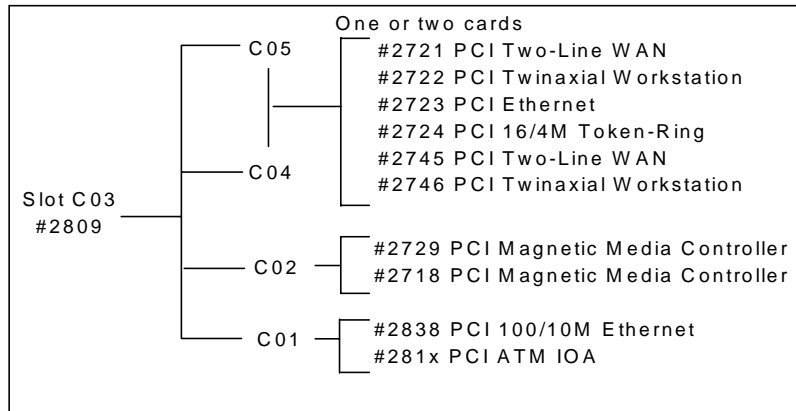 One or two cards
C05
#2721 PCI Two-Line WAN
#2722 PCI Twinaxial Workstation
#2723 PCI Ethernet
#2724 PCI 16/4M Token-Ring
#2745 PCI Two-Line WAN
#2746 PCI Twinaxial Workstation
C04
Slot C03
#2809
C02
#2729 PCI Magnetic Media Controller
#2718 PCI Magnetic Media Controller
C01
#2838 PCI 100/10M Ethernet
#281x PCI ATM IOA